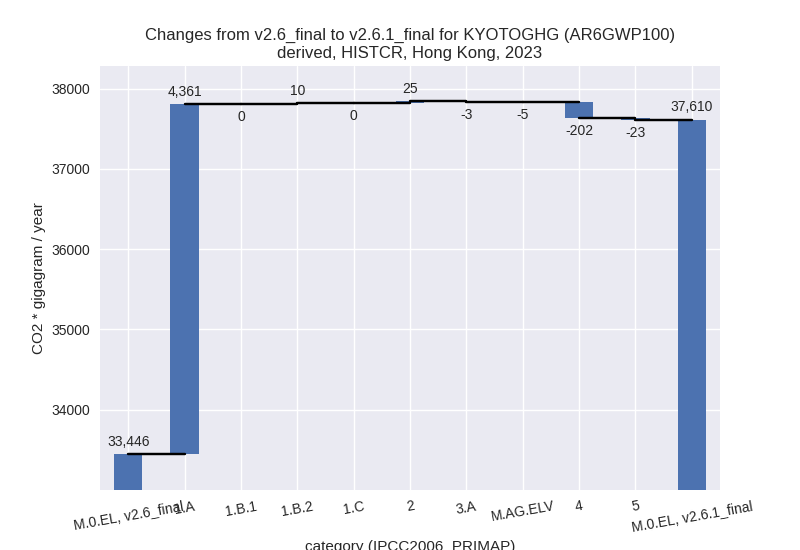 Changes from v2.6_final to v2.6.1_final for KYOTOGHG (AR6GWP100)
derived, HISTCR, Hong Kong, 2023
CO2 * gigagram / year
38000
37000
36000
35000
34000
33,446
4,361
0
10
0
25
-3
-5
-202
-23
37,610
M.0.EL, v2.6_final
1.A
1.B.1
1.B.2
1.C
2
3.A
M.AG.ELV
4
5
M.0.EL, v2.6.1_final
category (IPCC2006_PRIMAP)